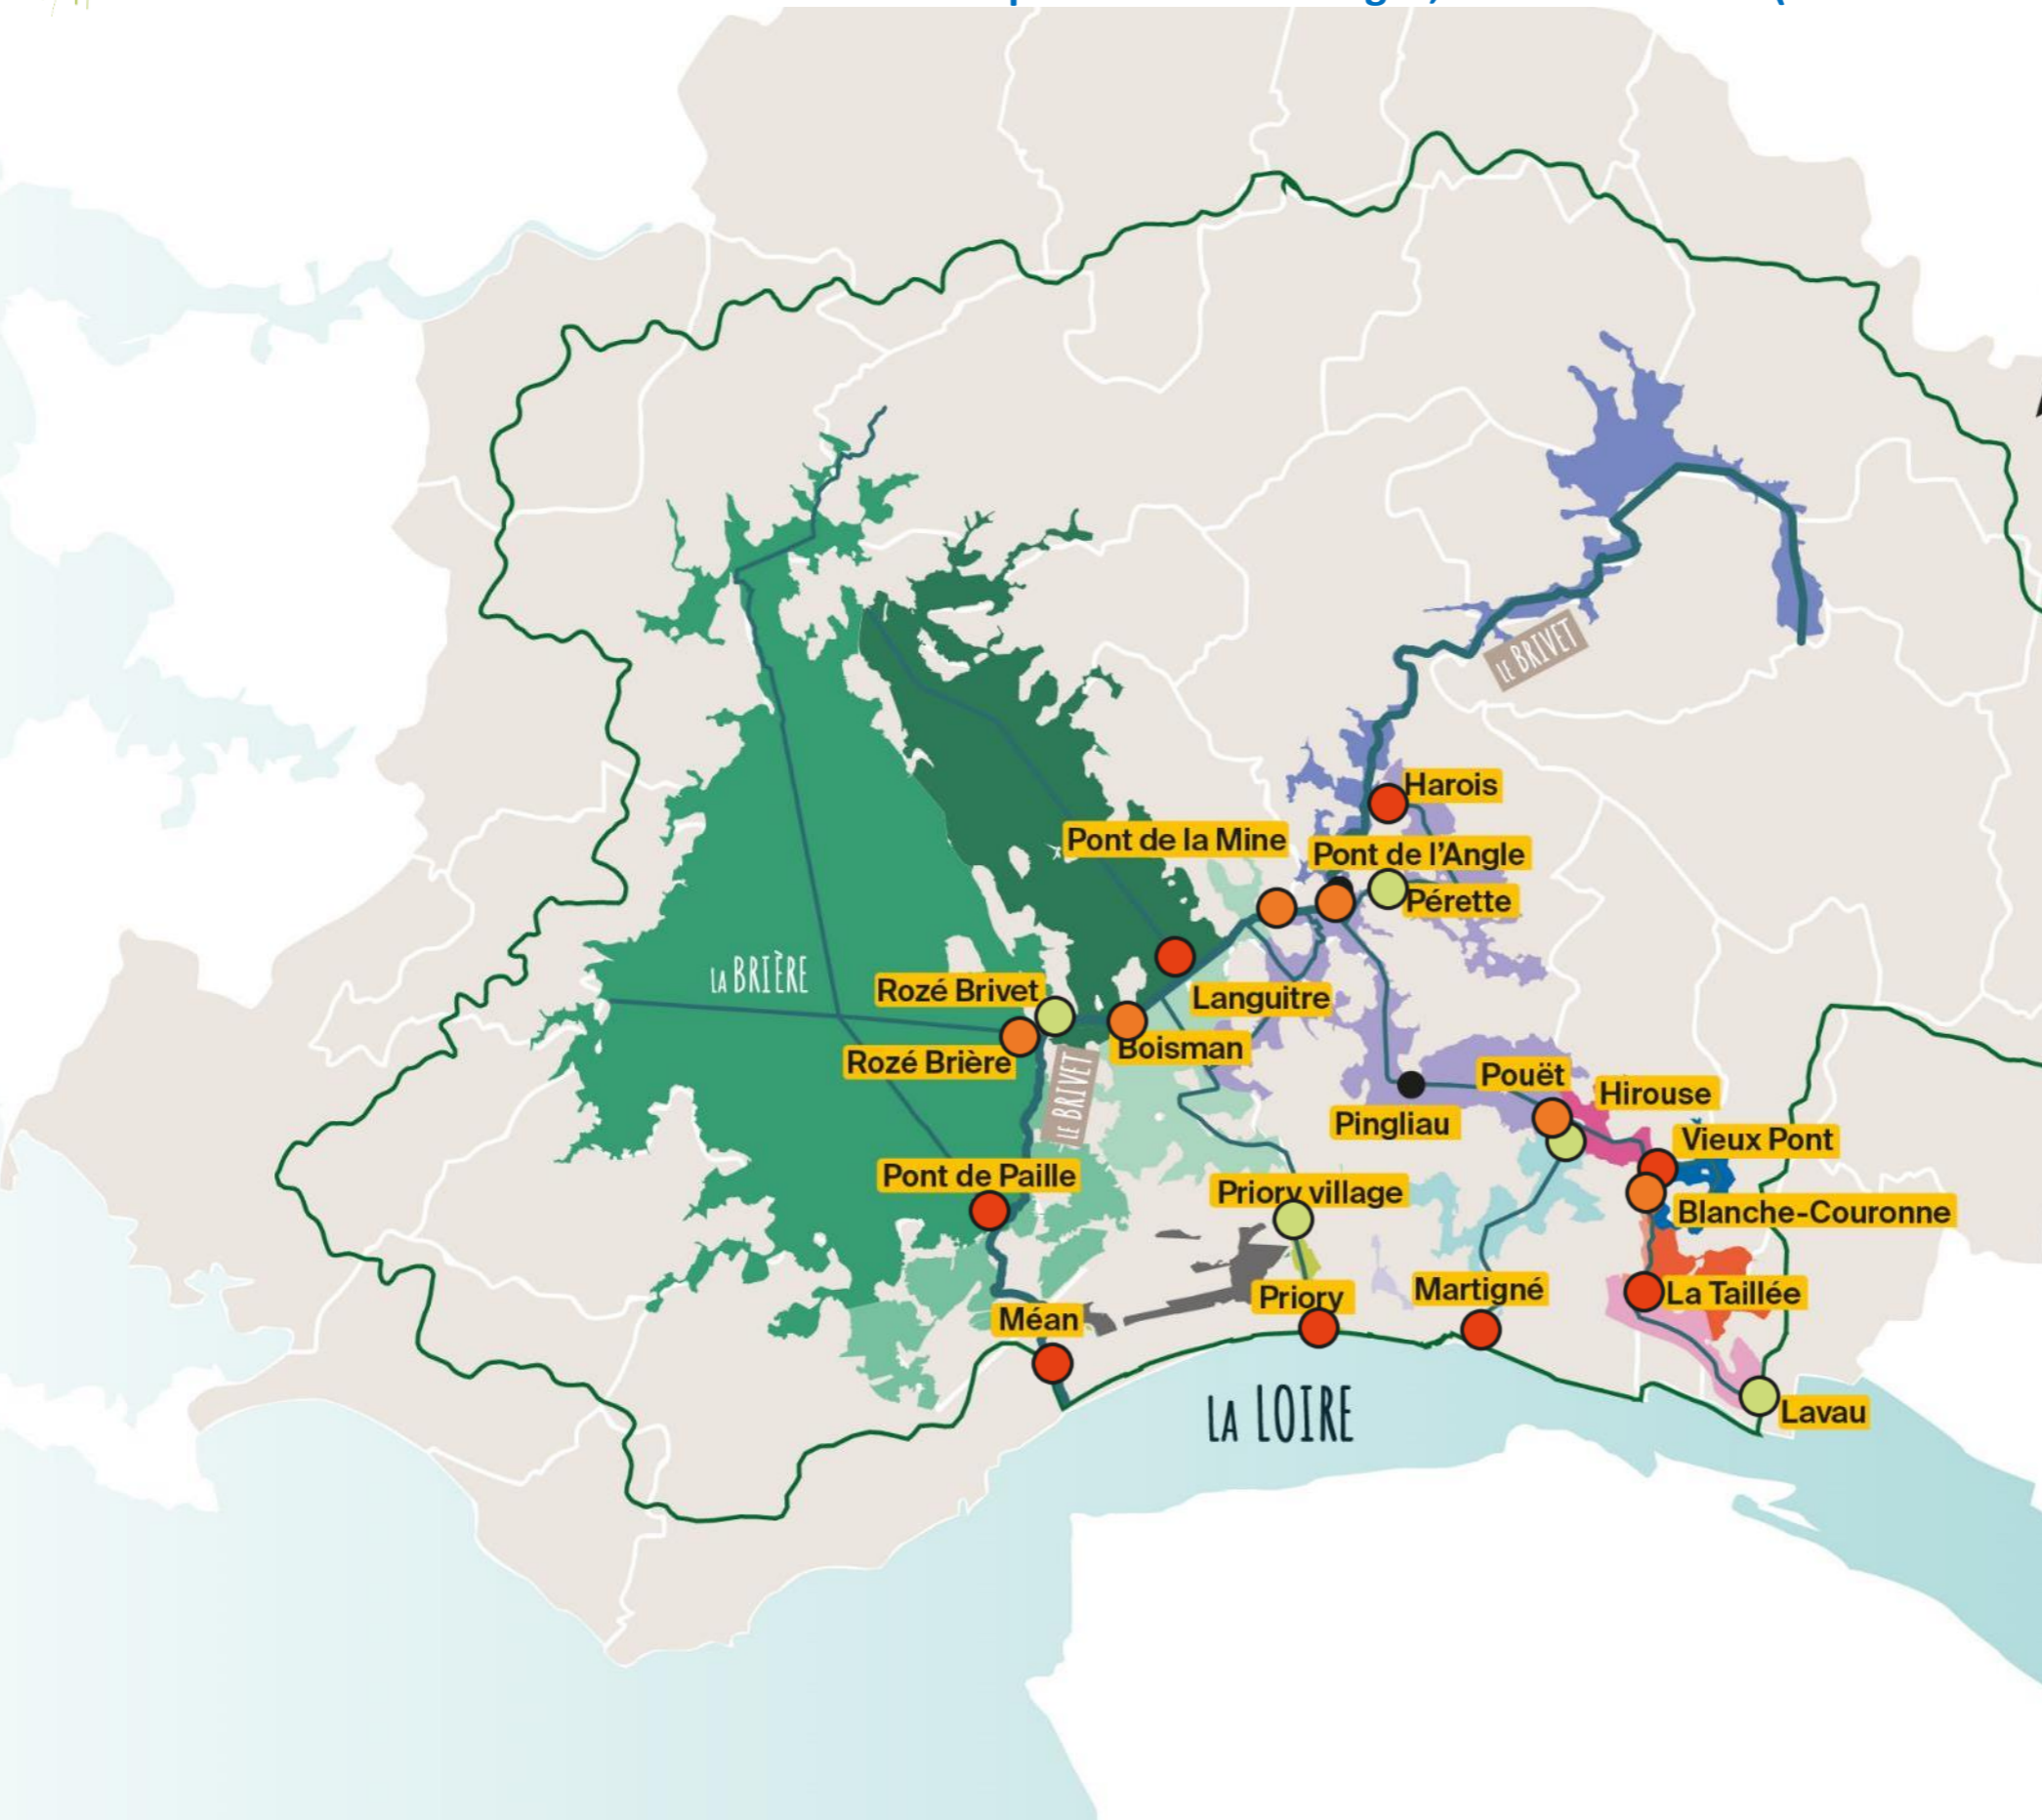 Harois
Pont de la Mine
Pont de l'Angle
Pérette
LE BRIVET
LA BRIÈRE
Rozé Brivet
Languitre
Rozé Brière
Boisman
LE BRIVET
Pouët
Hirouse
Pingliau
Vieux Pont
Pont de Paille
Priory village
Blanche-Couronne
Priory
Martigné
La Taillée
Méan
LA LOIRE
Lavau